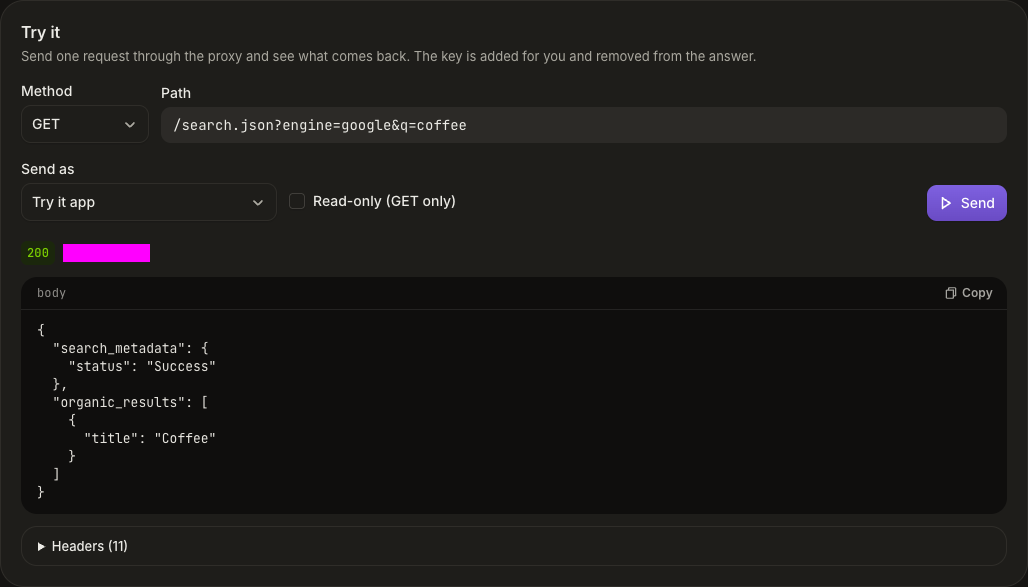 Try it
Send one request through the proxy and see what comes back. The key is added for you and removed from the answer.
Method
Path
GET
/search.json?engine=google&q=coffee
Send as
Try it app
Read-only (GET only)
Send
200
body
Copy
{
  "search_metadata": {
    "status": "Success"
  },
  "organic_results": [
    {
      "title": "Coffee"
    }
  ]
}
Headers (11)